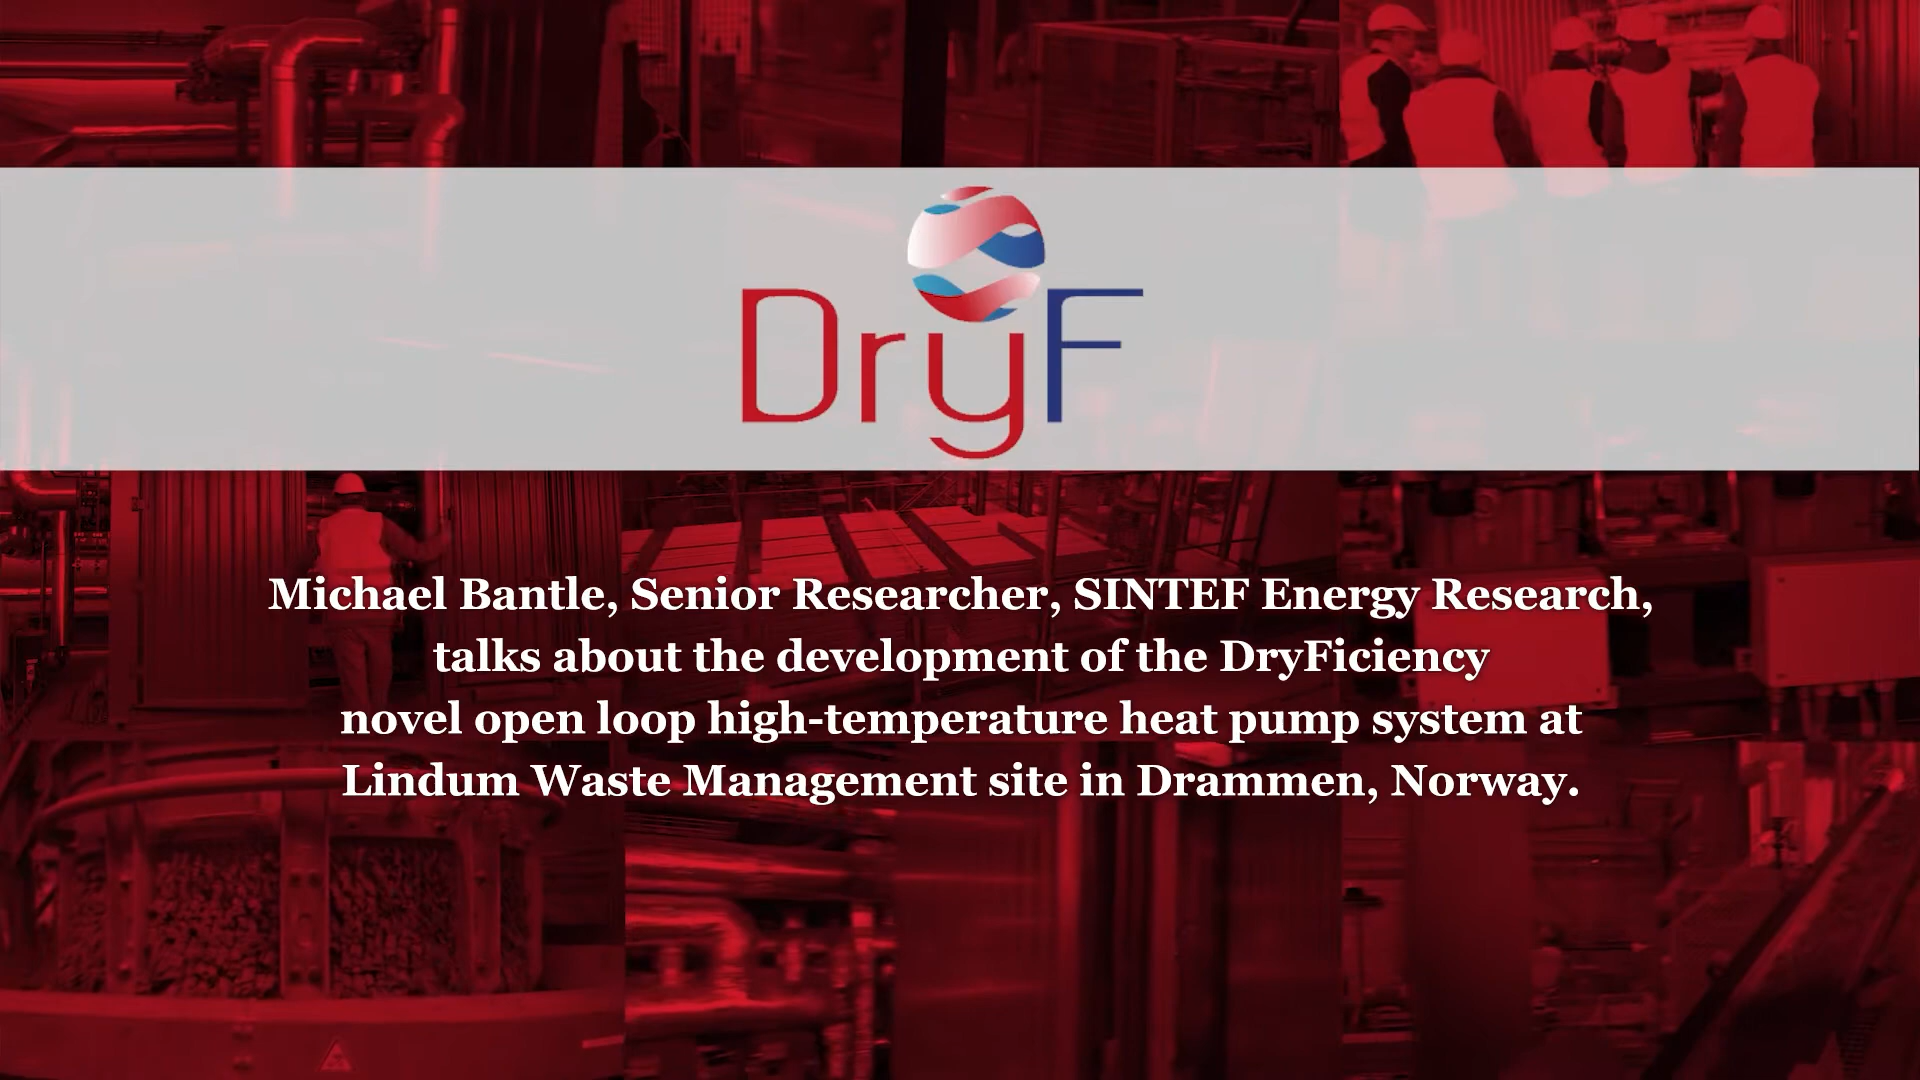 DryF
Michael Bantle, Senior Researcher, SINTEF Energy Research,
talks about the development of the DryFiciency
novel open loop high-temperature heat pump system at
Lindum Waste Management site in Drammen, Norway.